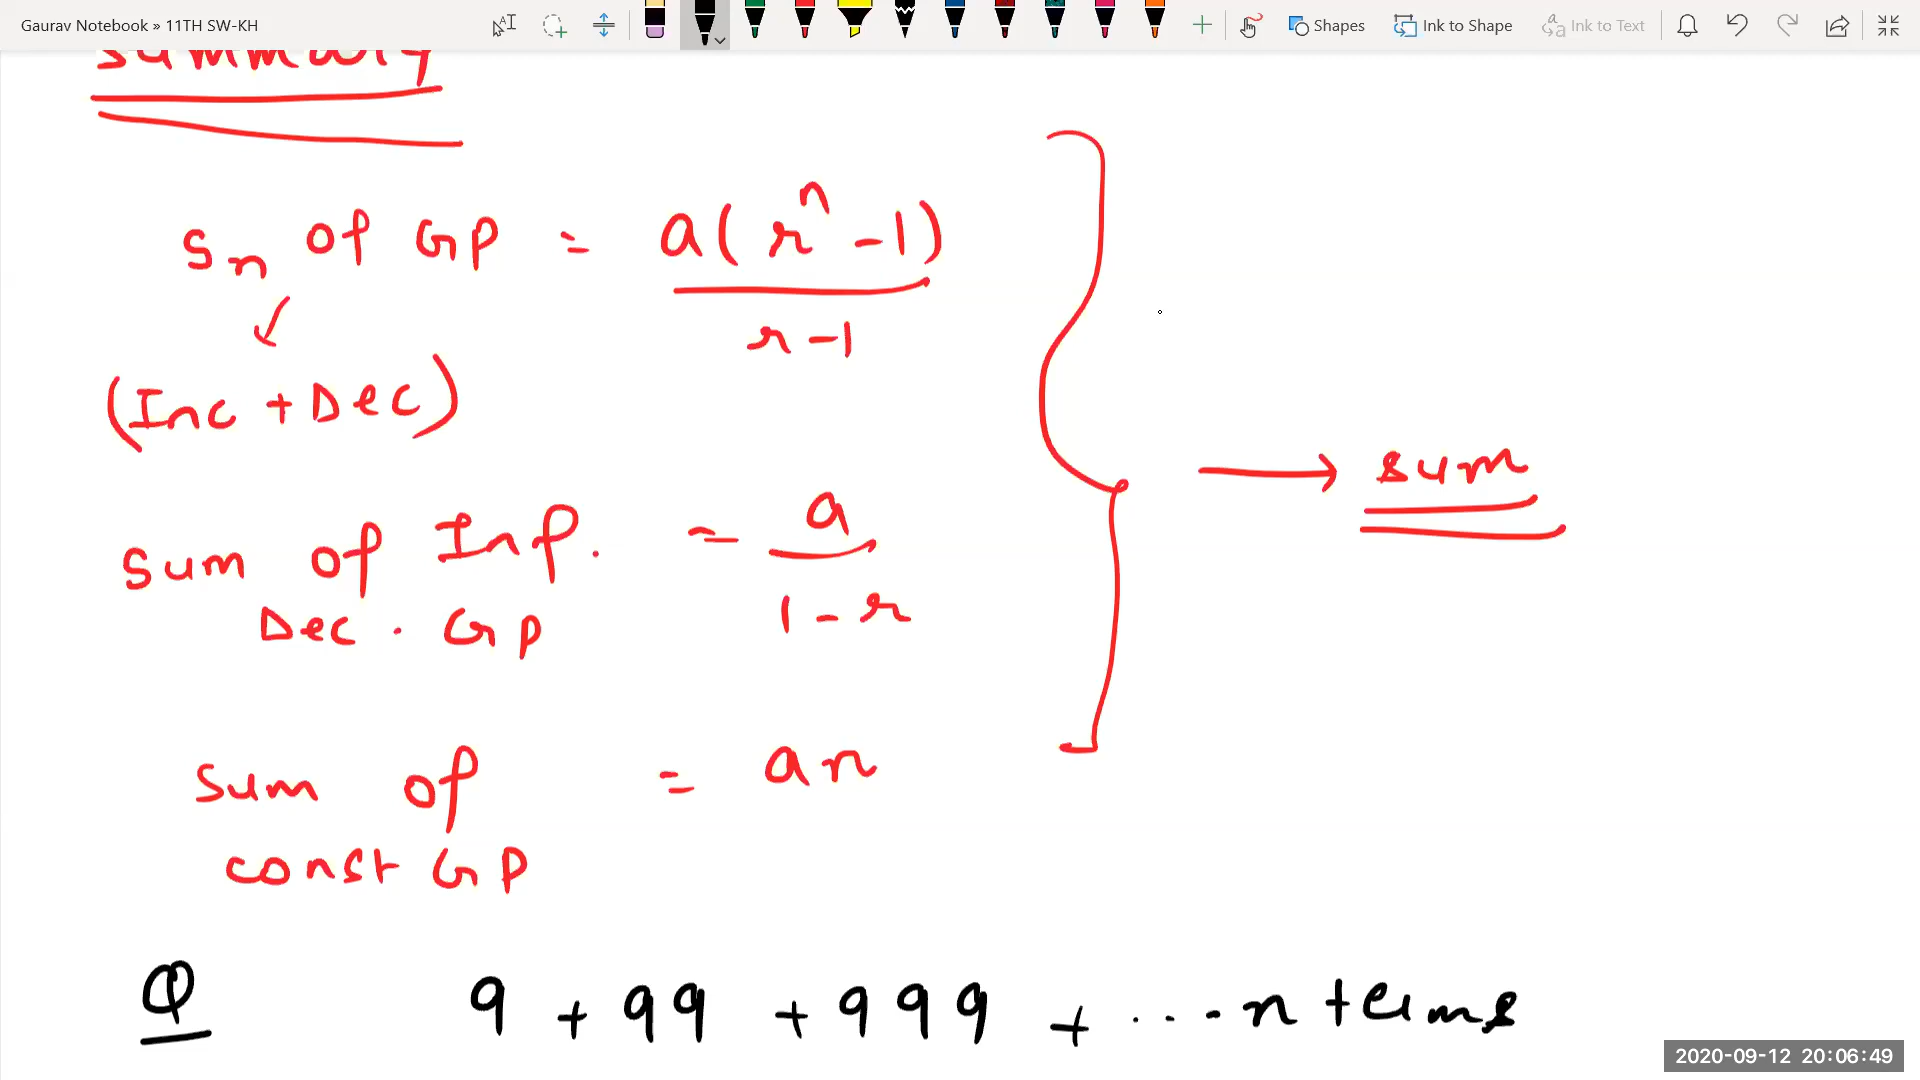 Gaurav Notebook » 11TH SW-KH
Shapes
Ink to Shape
Ink to Text
Summary
Sn of GP = a(r^n - 1)
r - 1
(Inc + Dec)
Sum of Inf. = a
Dec. GP 1 - r
→ sum
Sum of = an
const GP
Q 9 + 99 + 999 + ... n terms
2020-09-12 20:06:49